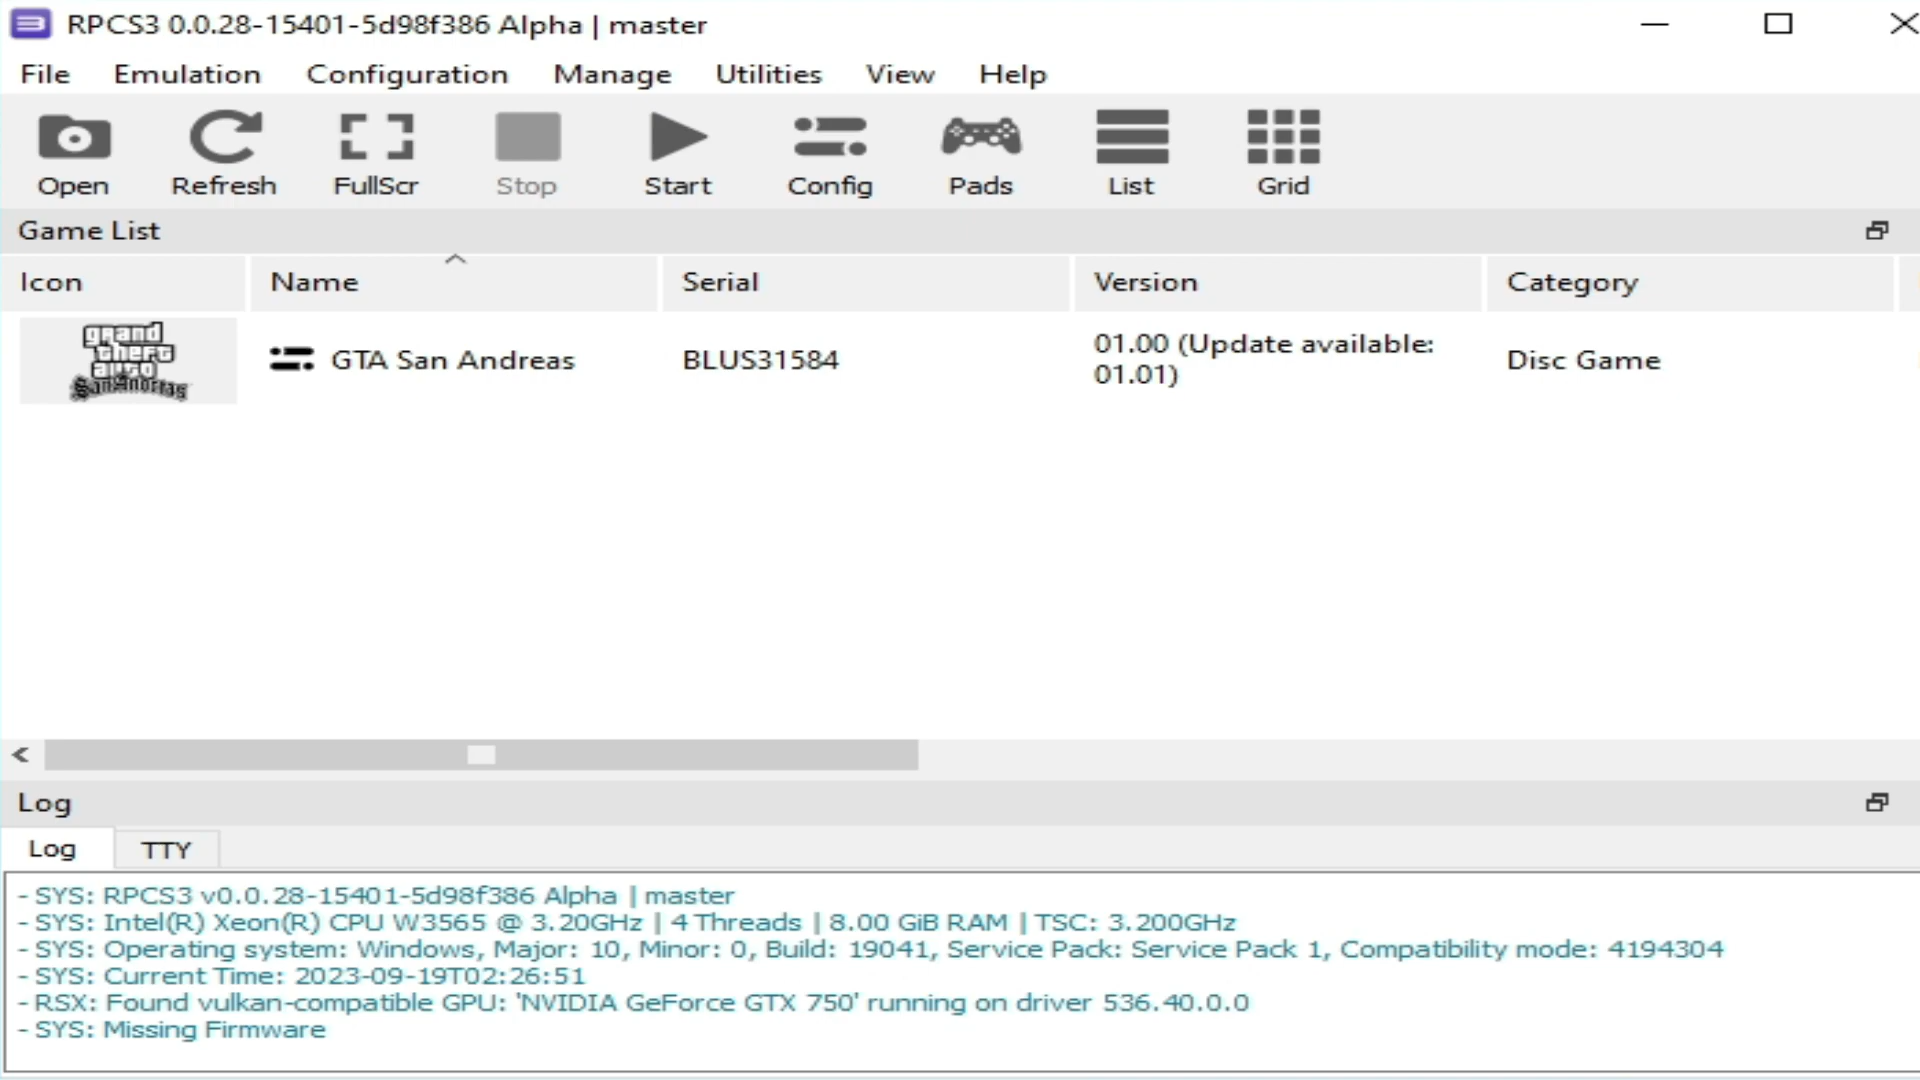 RPCS3 0.0.28-15401-5d98f386 Alpha | master
File Emulation Configuration Manage Utilities View Help
Open Refresh FullScr Stop Start Config Pads List Grid
Game List
Icon Name Serial Version Category
grand
theft
auto
San Andreas
GTA San Andreas BLUS31584 01.00 (Update available:
01.01) Disc Game
Log
Log TTY
- SYS: RPCS3 v0.0.28-15401-5d98f386 Alpha | master
- SYS: Intel(R) Xeon(R) CPU W3565 @ 3.20GHz | 4 Threads | 8.00 GiB RAM | TSC: 3.200GHz
- SYS: Operating system: Windows, Major: 10, Minor: 0, Build: 19041, Service Pack: Service Pack 1, Compatibility mode: 4194304
- SYS: Current Time: 2023-09-19T02:26:51
- RSX: Found vulkan-compatible GPU: 'NVIDIA GeForce GTX 750' running on driver 536.40.0.0
- SYS: Missing Firmware